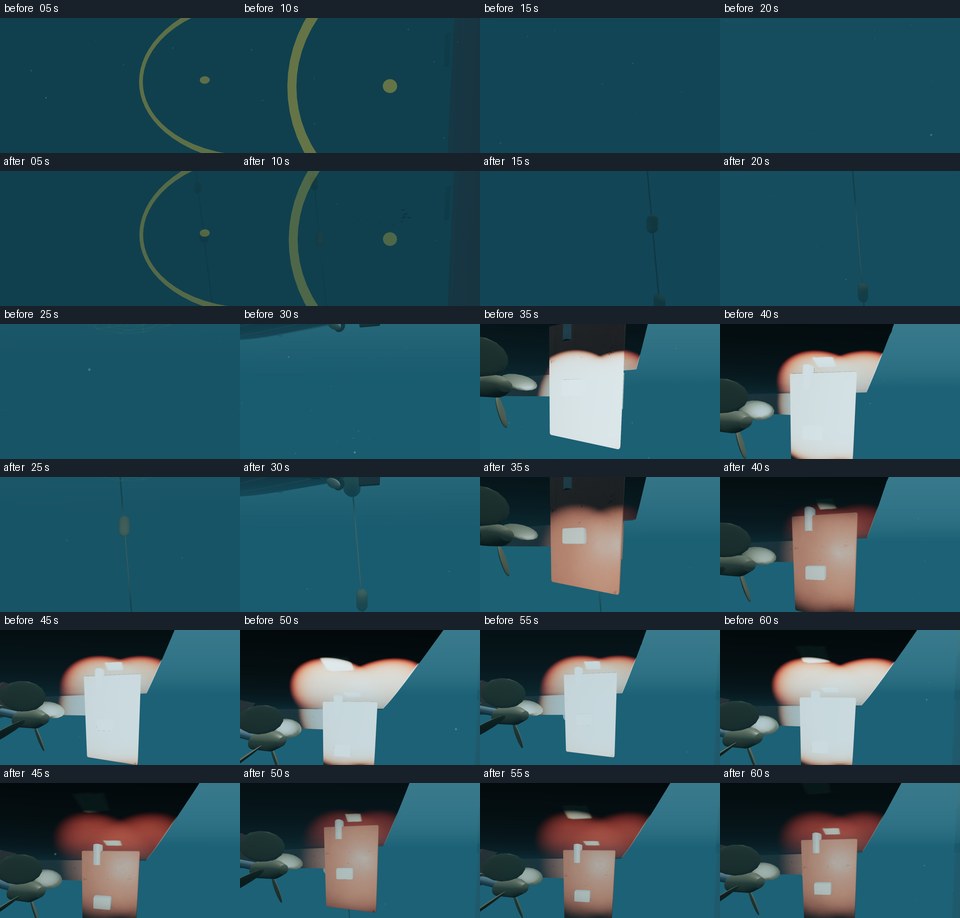 before 05 s
before 10 s
before 15 s
before 20 s
after 05 s
after 10 s
after 15 s
after 20 s
before 25 s
before 30 s
before 35 s
before 40 s
after 25 s
after 30 s
after 35 s
after 40 s
before 45 s
before 50 s
before 55 s
before 60 s
after 45 s
after 50 s
after 55 s
after 60 s